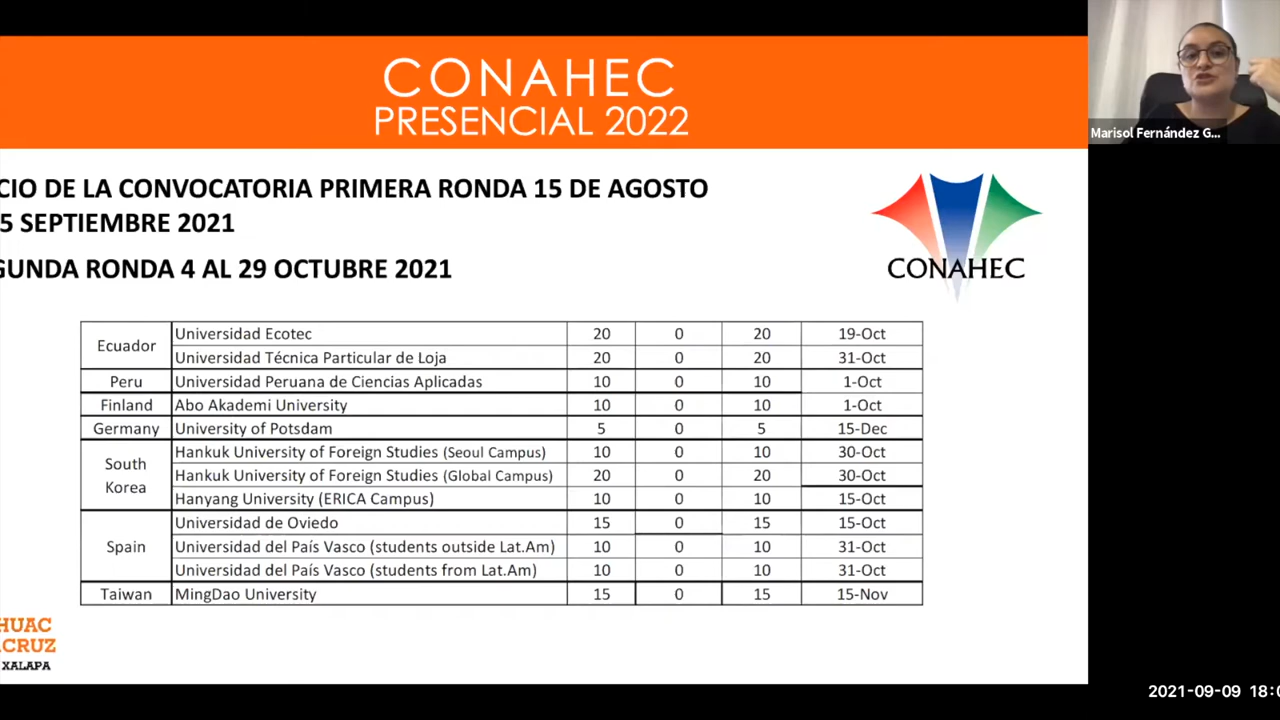 CONAHEC
PRESENCIAL 2022
Marisol Fernández G...
CIO DE LA CONVOCATORIA PRIMERA RONDA 15 DE AGOSTO
5 SEPTIEMBRE 2021
GUNDA RONDA 4 AL 29 OCTUBRE 2021
CONAHEC
Ecuador Universidad Ecotec 20 0 20 19-Oct
Universidad Técnica Particular de Loja 20 0 20 31-Oct
Peru Universidad Peruana de Ciencias Aplicadas 10 0 10 1-Oct
Finland Abo Akademi University 10 0 10 1-Oct
Germany University of Potsdam 5 0 5 15-Dec
South Korea Hankuk University of Foreign Studies (Seoul Campus) 10 0 10 30-Oct
Hankuk University of Foreign Studies (Global Campus) 20 0 20 30-Oct
Hanyang University (ERICA Campus) 10 0 10 15-Oct
Spain Universidad de Oviedo 15 0 15 15-Oct
Universidad del País Vasco (students outside Lat.Am) 10 0 10 31-Oct
Universidad del País Vasco (students from Lat.Am) 10 0 10 31-Oct
Taiwan MingDao University 15 0 15 15-Nov
HUAC
CRUZ
XALAPA
2021-09-09 18:0